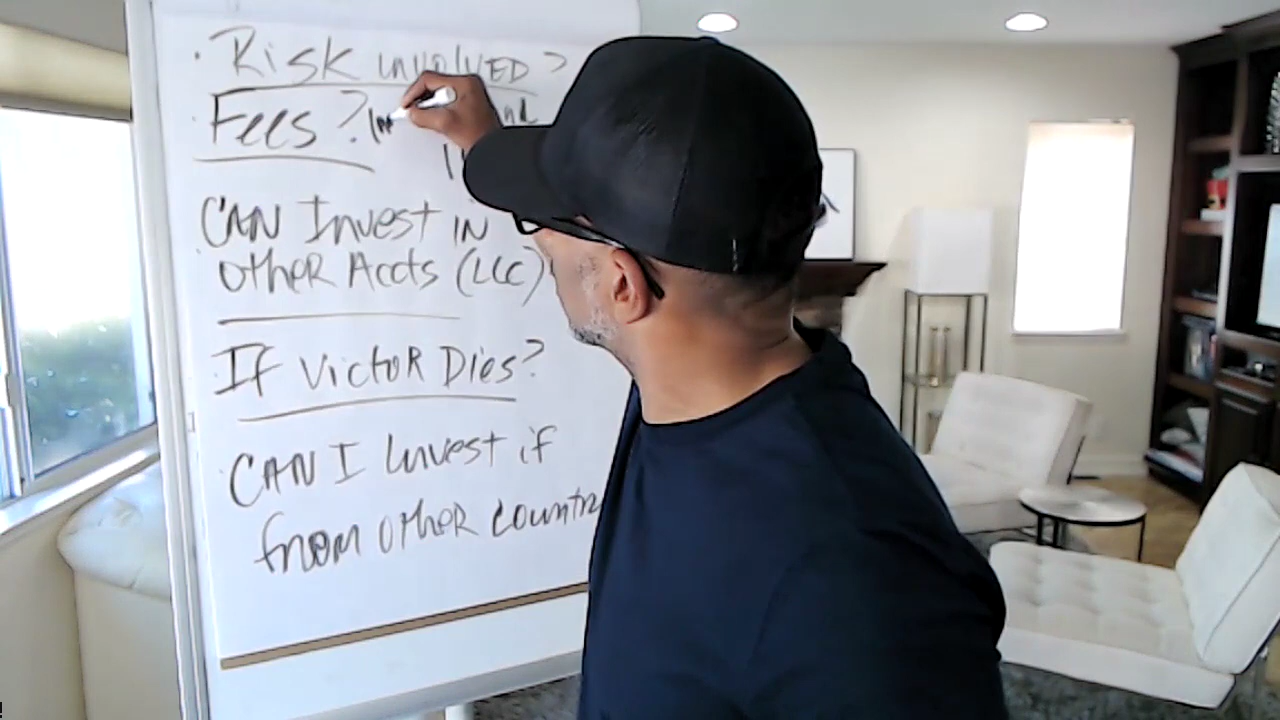 · Risk involvED?
· Fees?
CAN Invest in
other Accts (LLC)
· If Victor Dies?
· CAN I Invest if
from other countr